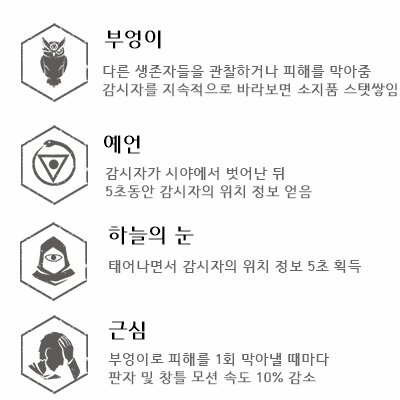 부엉이
다른 생존자들을 관찰하거나 피해를 막아줌
감시자를 지속적으로 바라보면 소지품 스탯쌓임
예언
감시자가 시야에서 벗어난 뒤
5초동안 감시자의 위치 정보 얻음
하늘의 눈
태어나면서 감시자의 위치 정보 5초 획득
근심
부엉이로 피해를 1회 막아낼 때마다
판자 및 창틀 모션 속도 10% 감소